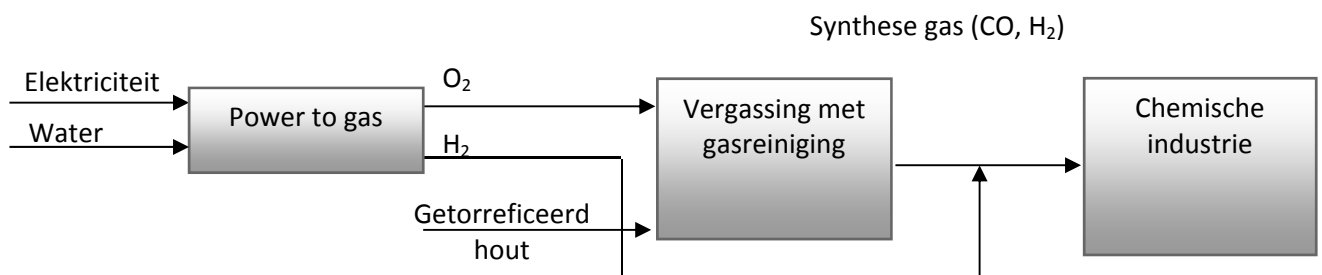 Synthese gas (CO, H₂)
Elektriciteit
Water
Power to gas
O₂
H₂
Getorreficeerd
hout
Vergassing met
gasreiniging
Chemische
industrie